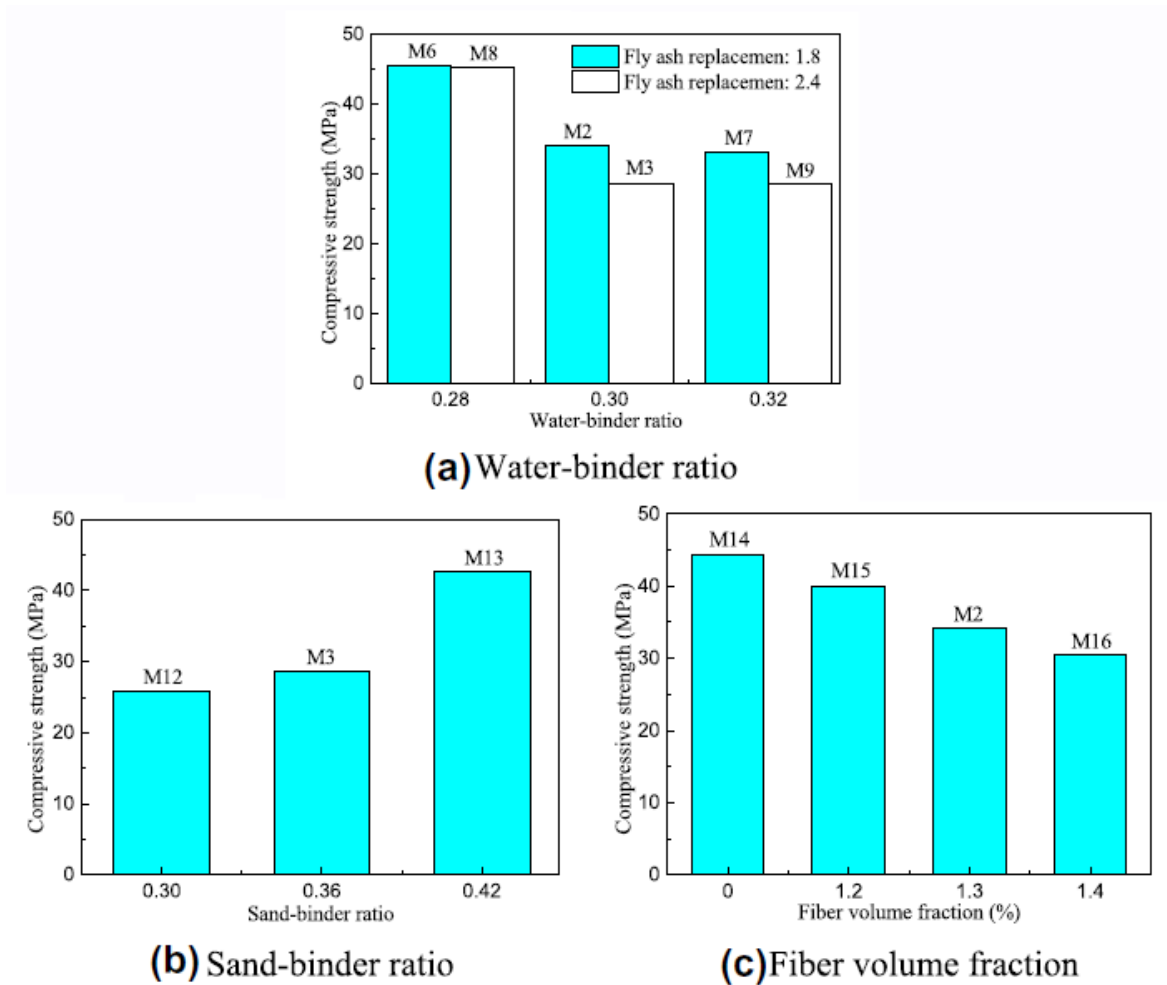 50
40
30
20
10
0
Compressive strength (MPa)
M6
M8
M2
M3
M7
M9
Fly ash replacemen: 1.8
Fly ash replacemen: 2.4
0.28
0.30
0.32
Water-binder ratio
(a) Water-binder ratio
50
40
30
20
10
0
Compressive strength (MPa)
M12
M3
M13
0.30
0.36
0.42
Sand-binder ratio
(b) Sand-binder ratio
50
40
30
20
10
0
Compressive strength (MPa)
M14
M15
M2
M16
0
1.2
1.3
1.4
Fiber volume fraction (%)
(c) Fiber volume fraction